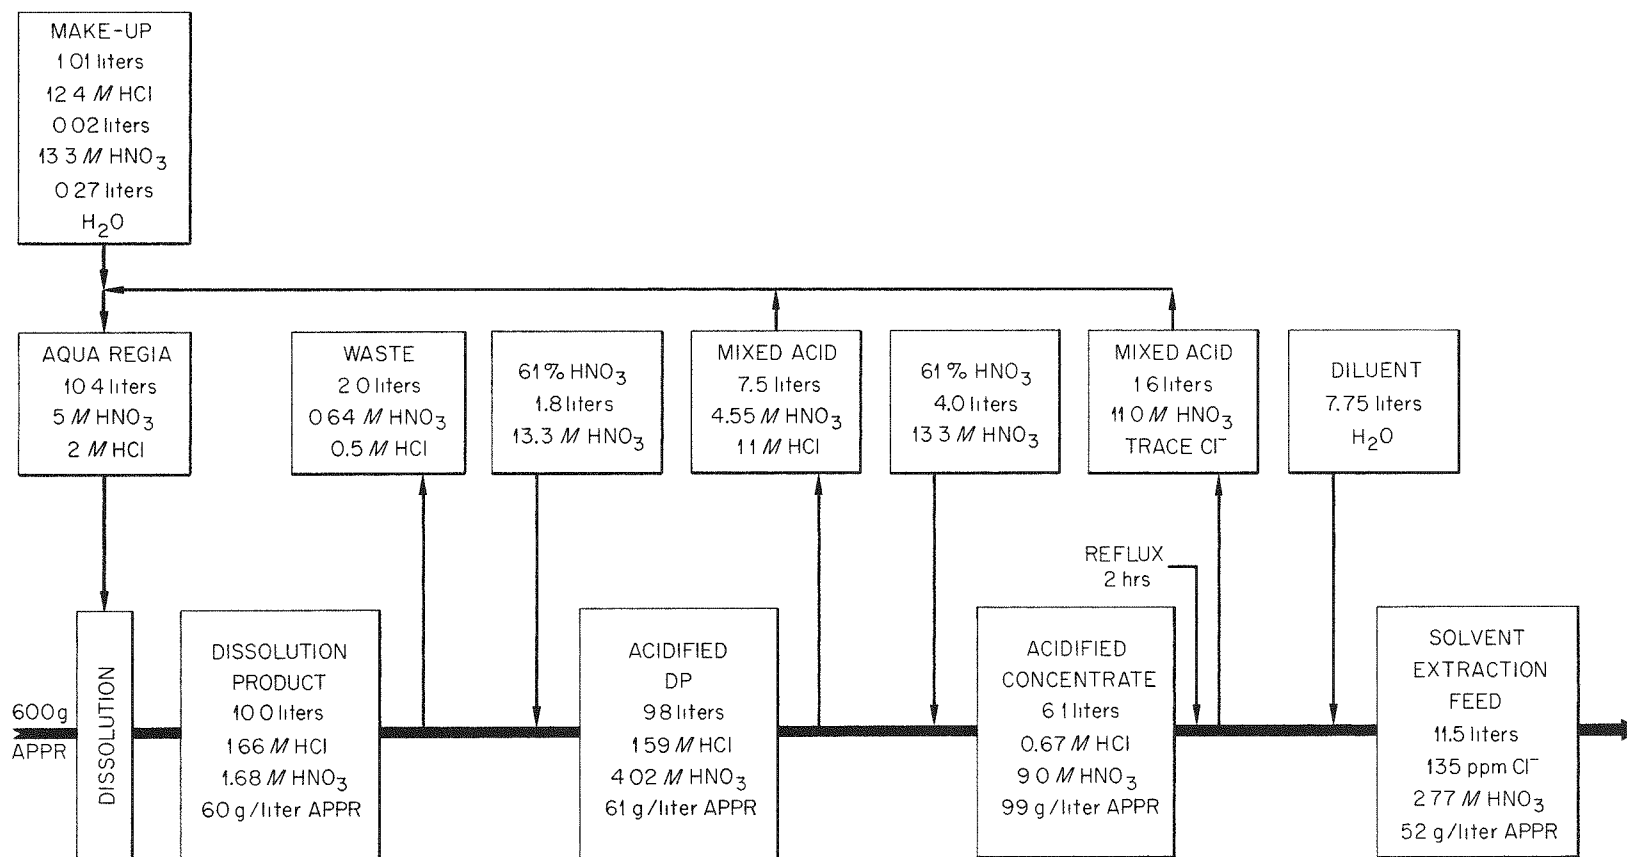 MAKE-UP
1 01 liters
12 4 M HCl
0 02 liters
13 3 M HNO₃
0 27 liters
H₂O
AQUA REGIA
10 4 liters
5 M HNO₃
2 M HCl
WASTE
2 0 liters
0 64 M HNO₃
0.5 M HCl
61% HNO₃
1.8 liters
13.3 M HNO₃
MIXED ACID
7.5 liters
4.55 M HNO₃
1 1 M HCl
61% HNO₃
4.0 liters
13 3 M HNO₃
MIXED ACID
1 6 liters
11 0 M HNO₃
TRACE Cl⁻
DILUENT
7.75 liters
H₂O
REFLUX
2 hrs
600 g
APPR
DISSOLUTION
DISSOLUTION
PRODUCT
10 0 liters
1 66 M HCl
1.68 M HNO₃
60 g/liter APPR
ACIDIFIED
DP
9 8 liters
1 59 M HCl
4 02 M HNO₃
61 g/liter APPR
ACIDIFIED
CONCENTRATE
6 1 liters
0.67 M HCl
9 0 M HNO₃
99 g/liter APPR
SOLVENT
EXTRACTION
FEED
11.5 liters
135 ppm Cl⁻
2 77 M HNO₃
52 g/liter APPR